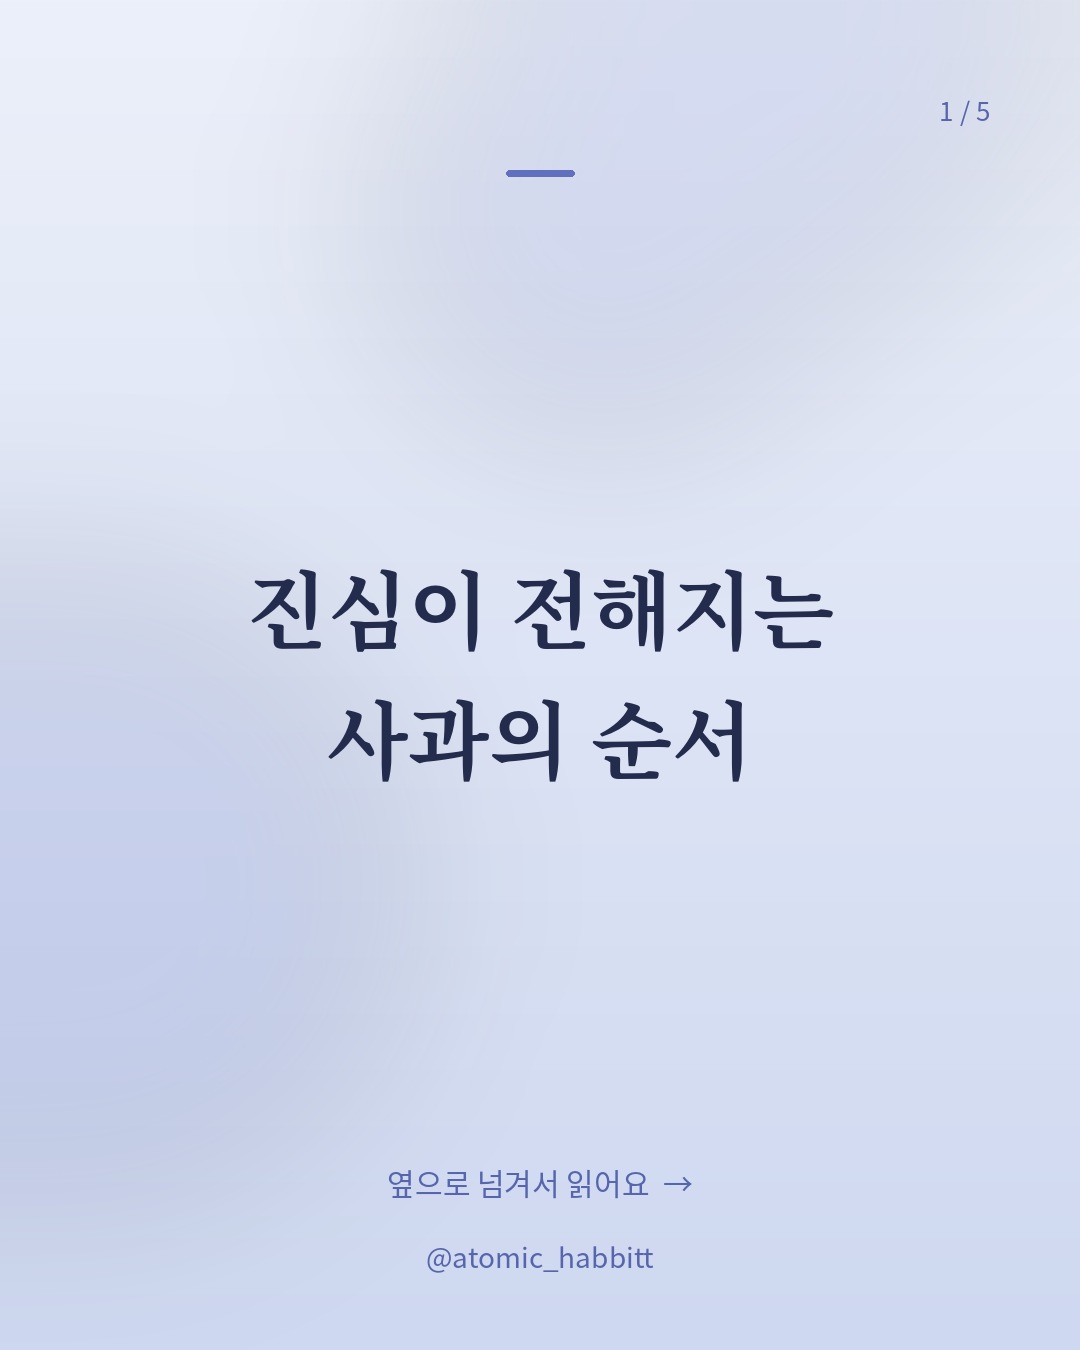 1 / 5
진심이 전해지는
사과의 순서
옆으로 넘겨서 읽어요 →
@atomic_habbitt